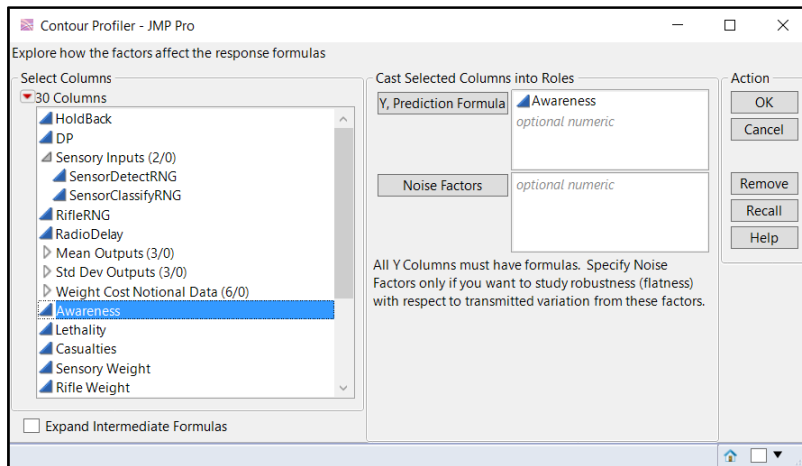 Contour Profiler - JMP Pro
Explore how the factors affect the response formulas
Select Columns
30 Columns
HoldBack
DP
Sensory Inputs (2/0)
SensorDetectRNG
SensorClassifyRNG
RifleRNG
RadioDelay
Mean Outputs (3/0)
Std Dev Outputs (3/0)
Weight Cost Notional Data (6/0)
Awareness
Lethality
Casualties
Sensory Weight
Rifle Weight
Expand Intermediate Formulas
Cast Selected Columns into Roles
Y, Prediction Formula
Awareness
optional numeric
Noise Factors
optional numeric
All Y Columns must have formulas.  Specify Noise
Factors only if you want to study robustness (flatness)
with respect to transmitted variation from these factors.
Action
OK
Cancel
Remove
Recall
Help